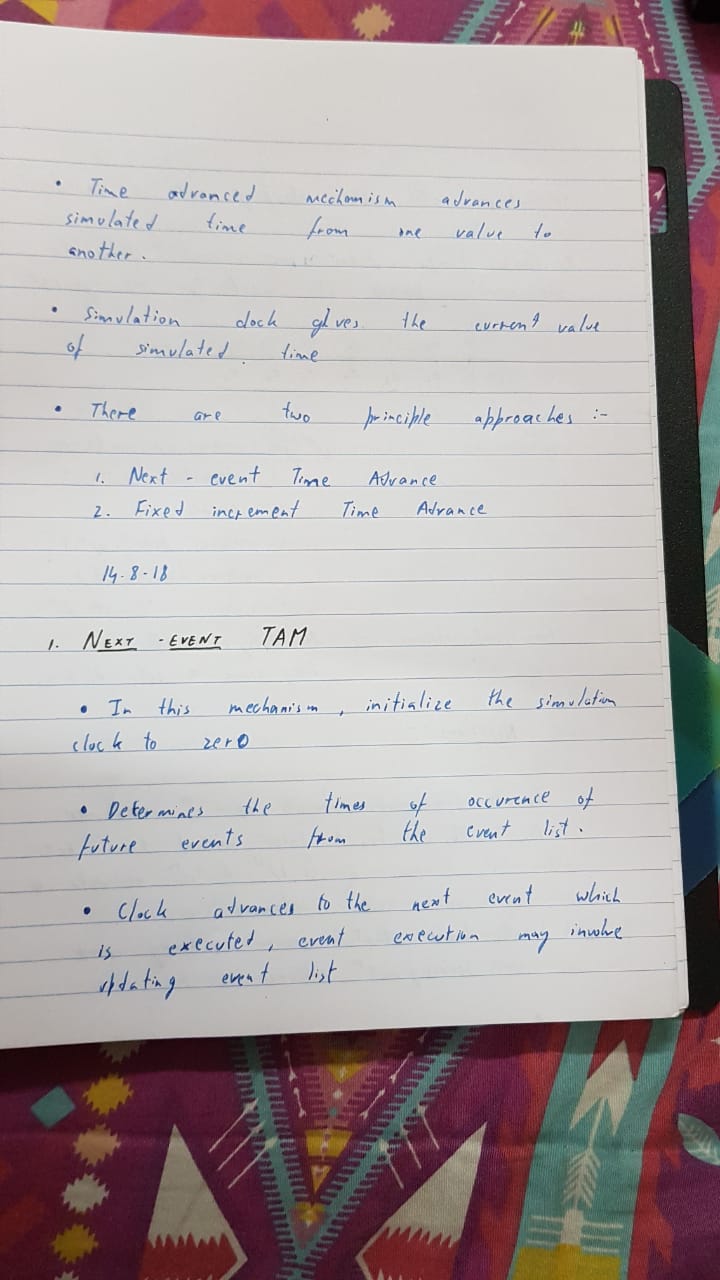 • Time advanced mechanism advances
simulated time from one value to
another.
• Simulation clock gives the current value
of simulated time
• There are two principle approaches :-
1. Next - event Time Advance
2. Fixed increment Time Advance
14-8-18
1. NEXT - EVENT TAM
• In this mechanism, initialize the simulation
clock to zero
• Determines the times of occurence of
future events from the event list.
• Clock advances to the next event which
is executed, event execution may involve
updating event list